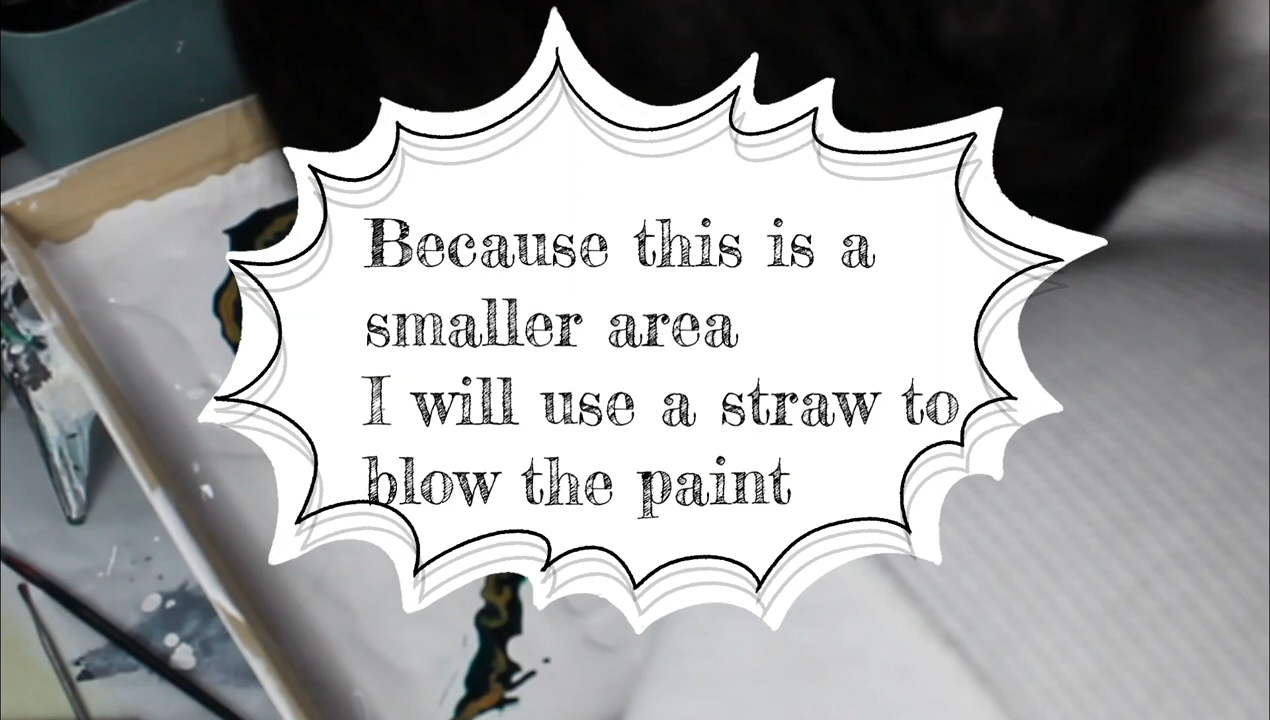 Because this is a
smaller area
I will use a straw to
blow the paint